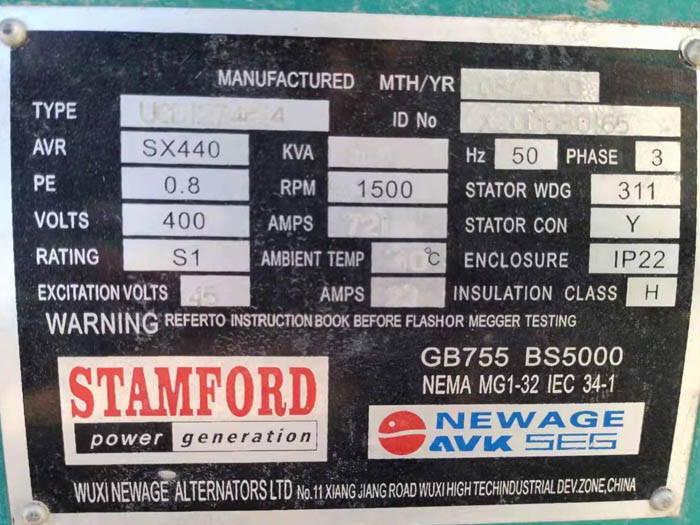 MANUFACTURED MTH/YR
TYPE ID No
AVR SX440 KVA Hz 50 PHASE 3
PE 0.8 RPM 1500 STATOR WDG 311
VOLTS 400 AMPS STATOR CON Y
RATING S1 AMBIENT TEMP 40 °C ENCLOSURE IP22
EXCITATION VOLTS 45 AMPS INSULATION CLASS H
WARNING REFERTO INSTRUCTION BOOK BEFORE FLASHOR MEGGER TESTING
STAMFORD
power generation
GB755 BS5000
NEMA MG1-32 IEC 34-1
NEWAGE
AVK SEG
WUXI NEWAGE ALTERNATORS LTD No.11 XIANG JIANG ROAD WUXI HIGH TECHINDUSTRIAL DEV.ZONE,CHINA